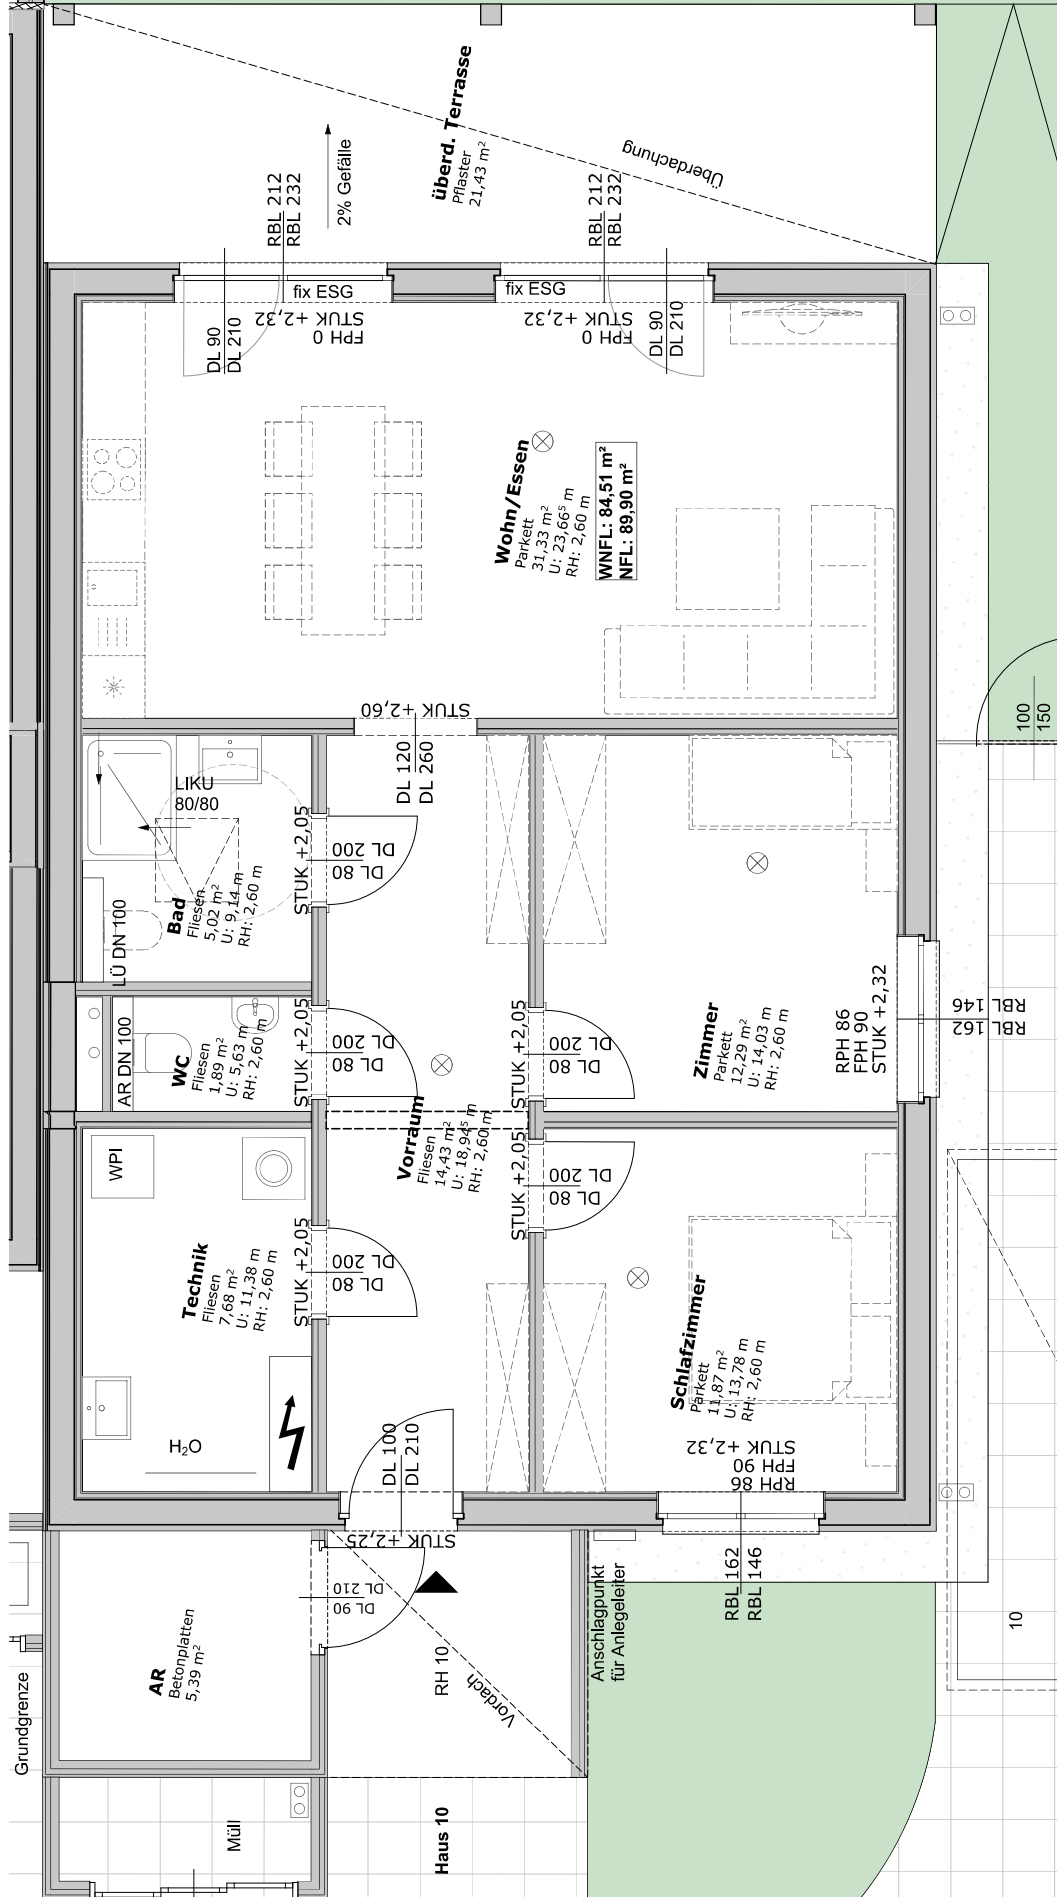 überd. Terrasse
Pflaster
21,43 m²
2% Gefälle
Überdachung
RBL 212
RBL 232
RBL 212
RBL 232
fix ESG
fix ESG
STUK +2,32
FPH 0
STUK +2,32
FPH 0
DL 90
DL 210
DL 90
DL 210
Wohn/Essen
Parkett
31,33 m²
U: 23,66⁵ m
RH: 2,60 m
WNFL: 84,51 m²
NFL: 89,90 m²
STUK +2,60
DL 120
DL 260
LIKU
80/80
Bad
Fliesen
5,02 m²
U: 9,14 m
RH: 2,60 m
LÜ DN 100
STUK +2,05
DL 80
DL 200
AR DN 100
WC
Fliesen
1,89 m²
U: 5,63 m
RH: 2,60 m
STUK +2,05
DL 80
DL 200
Vorraum
Fliesen
14,43 m²
U: 18,94⁵ m
RH: 2,60 m
STUK +2,05
DL 80
DL 200
STUK +2,05
DL 80
DL 200
Zimmer
Parkett
12,29 m²
U: 14,03 m
RH: 2,60 m
RPH 86
FPH 90
STUK +2,32
RBL 162
RBL 146
100
150
WPI
Technik
Fliesen
7,68 m²
U: 11,38 m
RH: 2,60 m
STUK +2,05
DL 80
DL 200
H₂O
Schlafzimmer
Parkett
11,87 m²
U: 13,78 m
RH: 2,60 m
RPH 86
FPH 90
STUK +2,32
RBL 162
RBL 146
DL 100
DL 210
STUK +2,25
DL 90
DL 210
AR
Betonplatten
5,39 m²
RH 10
Vordach
Anschlagpunkt
für Anlegeleiter
10
Grundgrenze
Müll
Haus 10